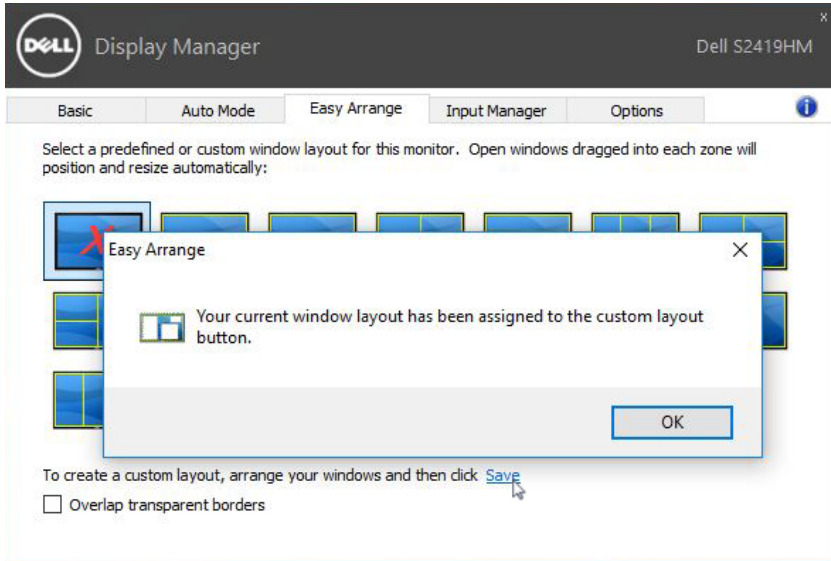 x
DELL
Display Manager
Dell S2419HM
Basic
Auto Mode
Easy Arrange
Input Manager
Options
i
Select a predefined or custom window layout for this monitor. Open windows dragged into each zone will
position and resize automatically:
X
Easy Arrange
Your current window layout has been assigned to the custom layout
button.
OK
To create a custom layout, arrange your windows and then click Save
Overlap transparent borders